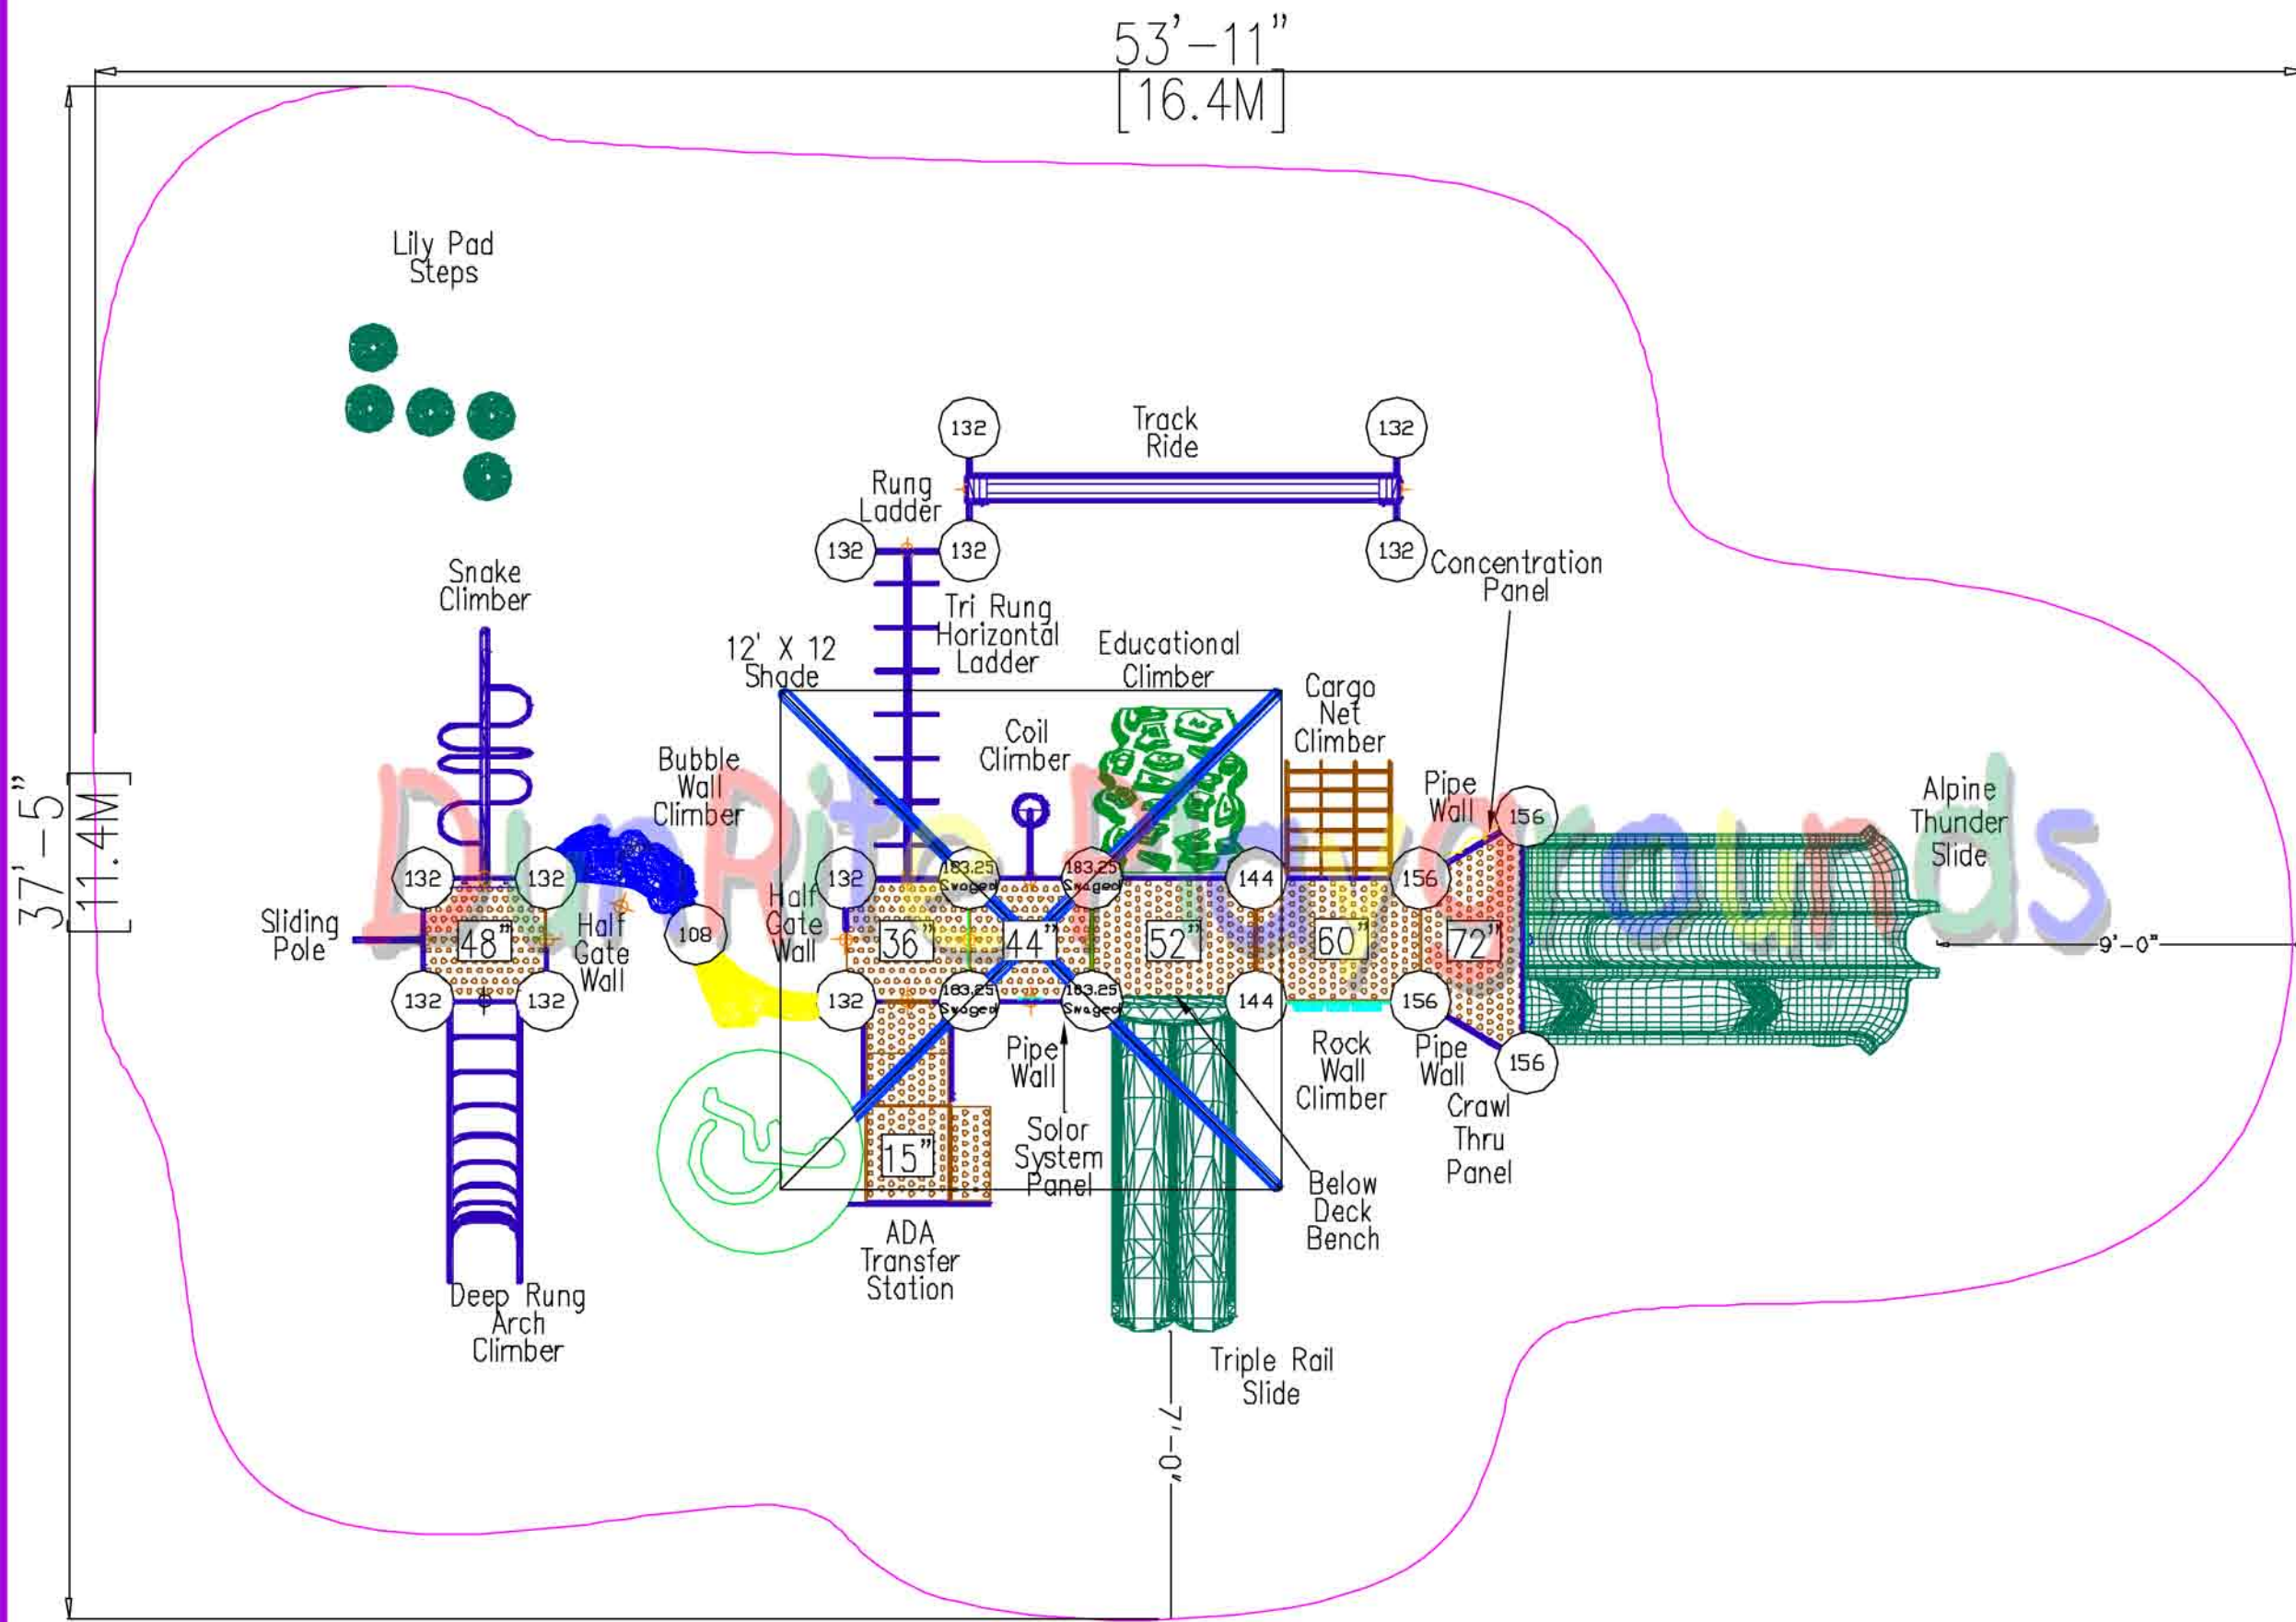 53'-11"
[16.4M]
37'-5"
[11.4M]
Lily Pad
Steps
132
132
Track
Ride
Rung
Ladder
132
132
132
Concentration
Panel
Snake
Climber
Tri Rung
Horizontal
Ladder
12' X 12
Shade
Educational
Climber
Cargo
Net
Climber
Coil
Climber
Bubble
Wall
Climber
Pipe
Wall
156
Alpine
Thunder
Slide
DunRite Playgrounds
132
132
Half
Gate
Wall
132
183.25
Swaged
183.25
Swaged
144
156
Sliding
Pole
48"
Half
Gate
Wall
108
36"
44"
52"
60"
72"
9'-0"
132
132
132
183.25
Swaged
183.25
Swaged
144
156
Pipe
Wall
Rock
Wall
Climber
Pipe
Wall
156
Crawl
Thru
Panel
Solor
System
Panel
15"
Below
Deck
Bench
ADA
Transfer
Station
Deep Rung
Arch
Climber
Triple Rail
Slide
7'-0"